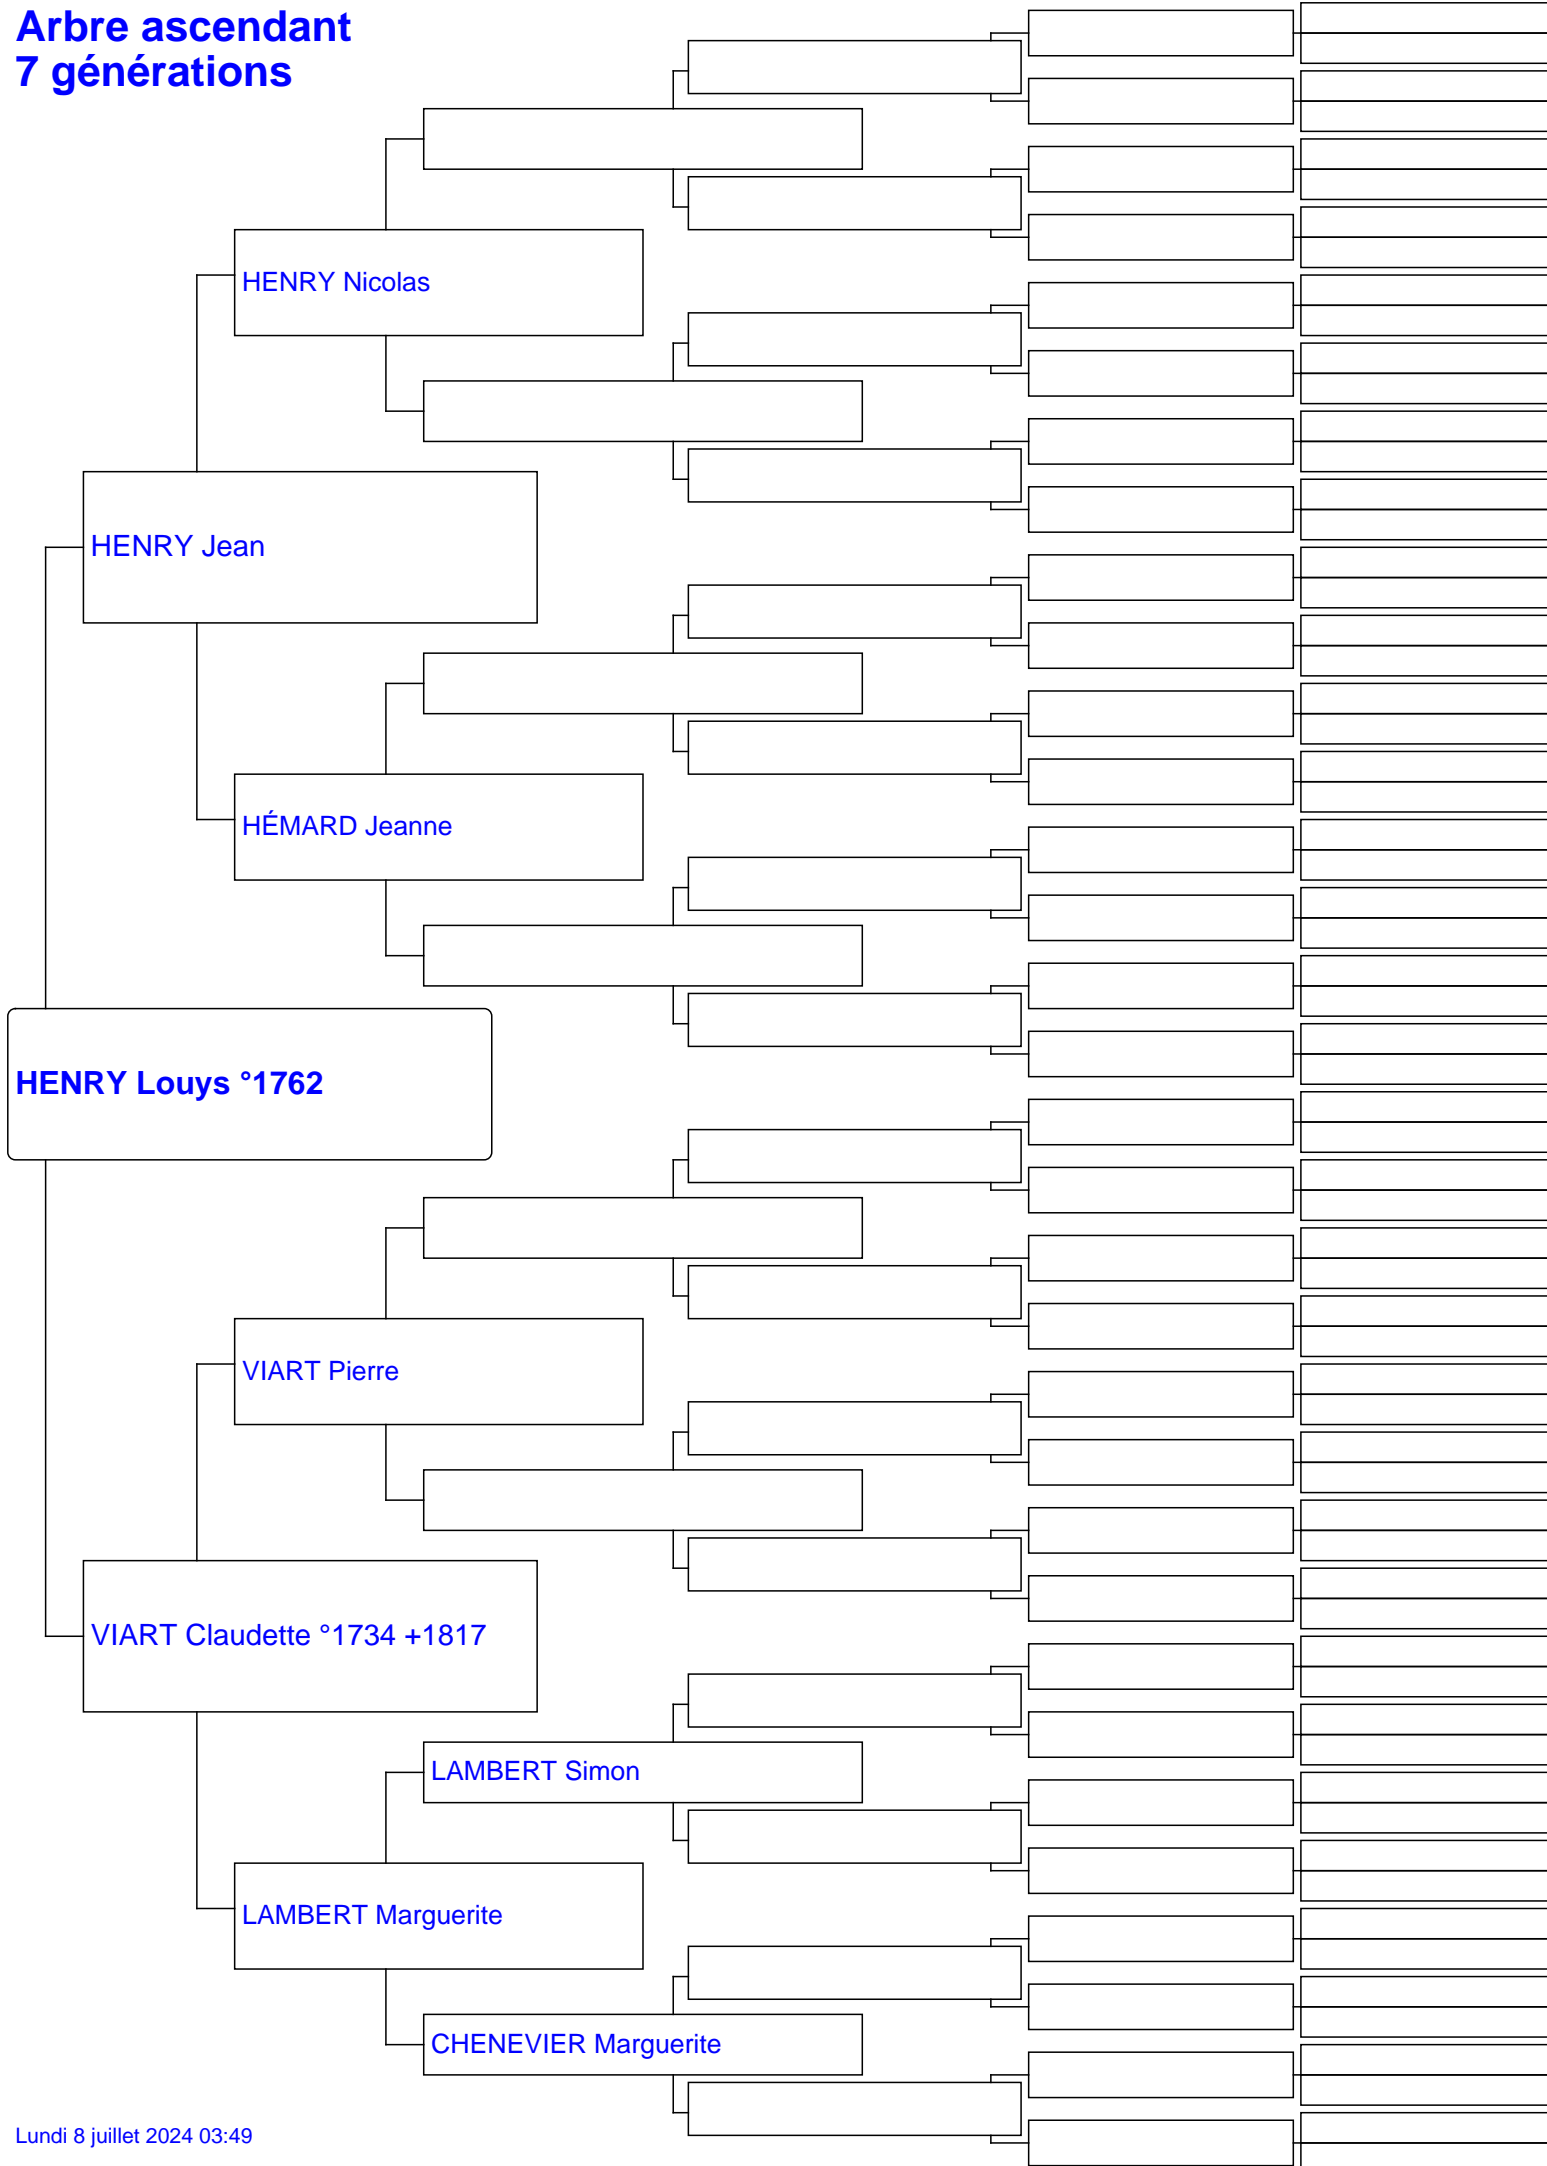 Arbre ascendant
7 générations
HENRY Nicolas
HENRY Jean
HÉMARD Jeanne
HENRY Louys °1762
VIART Pierre
VIART Claudette °1734 +1817
LAMBERT Simon
LAMBERT Marguerite
CHENEVIER Marguerite
Lundi 8 juillet 2024 03:49